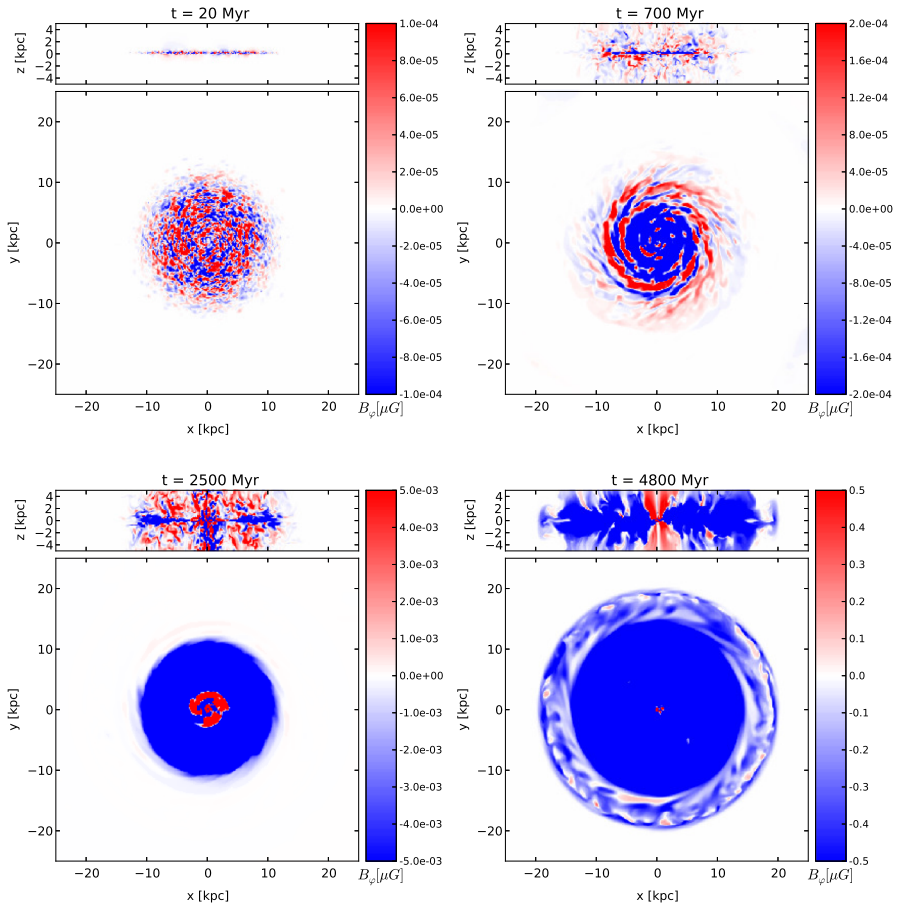 t = 20 Myr
4
2
0
−2
−4
z [kpc]
20
10
0
−10
−20
y [kpc]
−20 −10 0 10 20
x [kpc]
1.0e-04
8.0e-05
6.0e-05
4.0e-05
2.0e-05
0.0e+00
-2.0e-05
-4.0e-05
-6.0e-05
-8.0e-05
-1.0e-04
Bφ[μG]
t = 700 Myr
4
2
0
−2
−4
z [kpc]
20
10
0
−10
−20
y [kpc]
−20 −10 0 10 20
x [kpc]
2.0e-04
1.6e-04
1.2e-04
8.0e-05
4.0e-05
0.0e+00
-4.0e-05
-8.0e-05
-1.2e-04
-1.6e-04
-2.0e-04
Bφ[μG]
t = 2500 Myr
4
2
0
−2
−4
z [kpc]
20
10
0
−10
−20
y [kpc]
−20 −10 0 10 20
x [kpc]
5.0e-03
4.0e-03
3.0e-03
2.0e-03
1.0e-03
0.0e+00
-1.0e-03
-2.0e-03
-3.0e-03
-4.0e-03
-5.0e-03
Bφ[μG]
t = 4800 Myr
4
2
0
−2
−4
z [kpc]
20
10
0
−10
−20
y [kpc]
−20 −10 0 10 20
x [kpc]
0.5
0.4
0.3
0.2
0.1
0.0
-0.1
-0.2
-0.3
-0.4
-0.5
Bφ[μG]